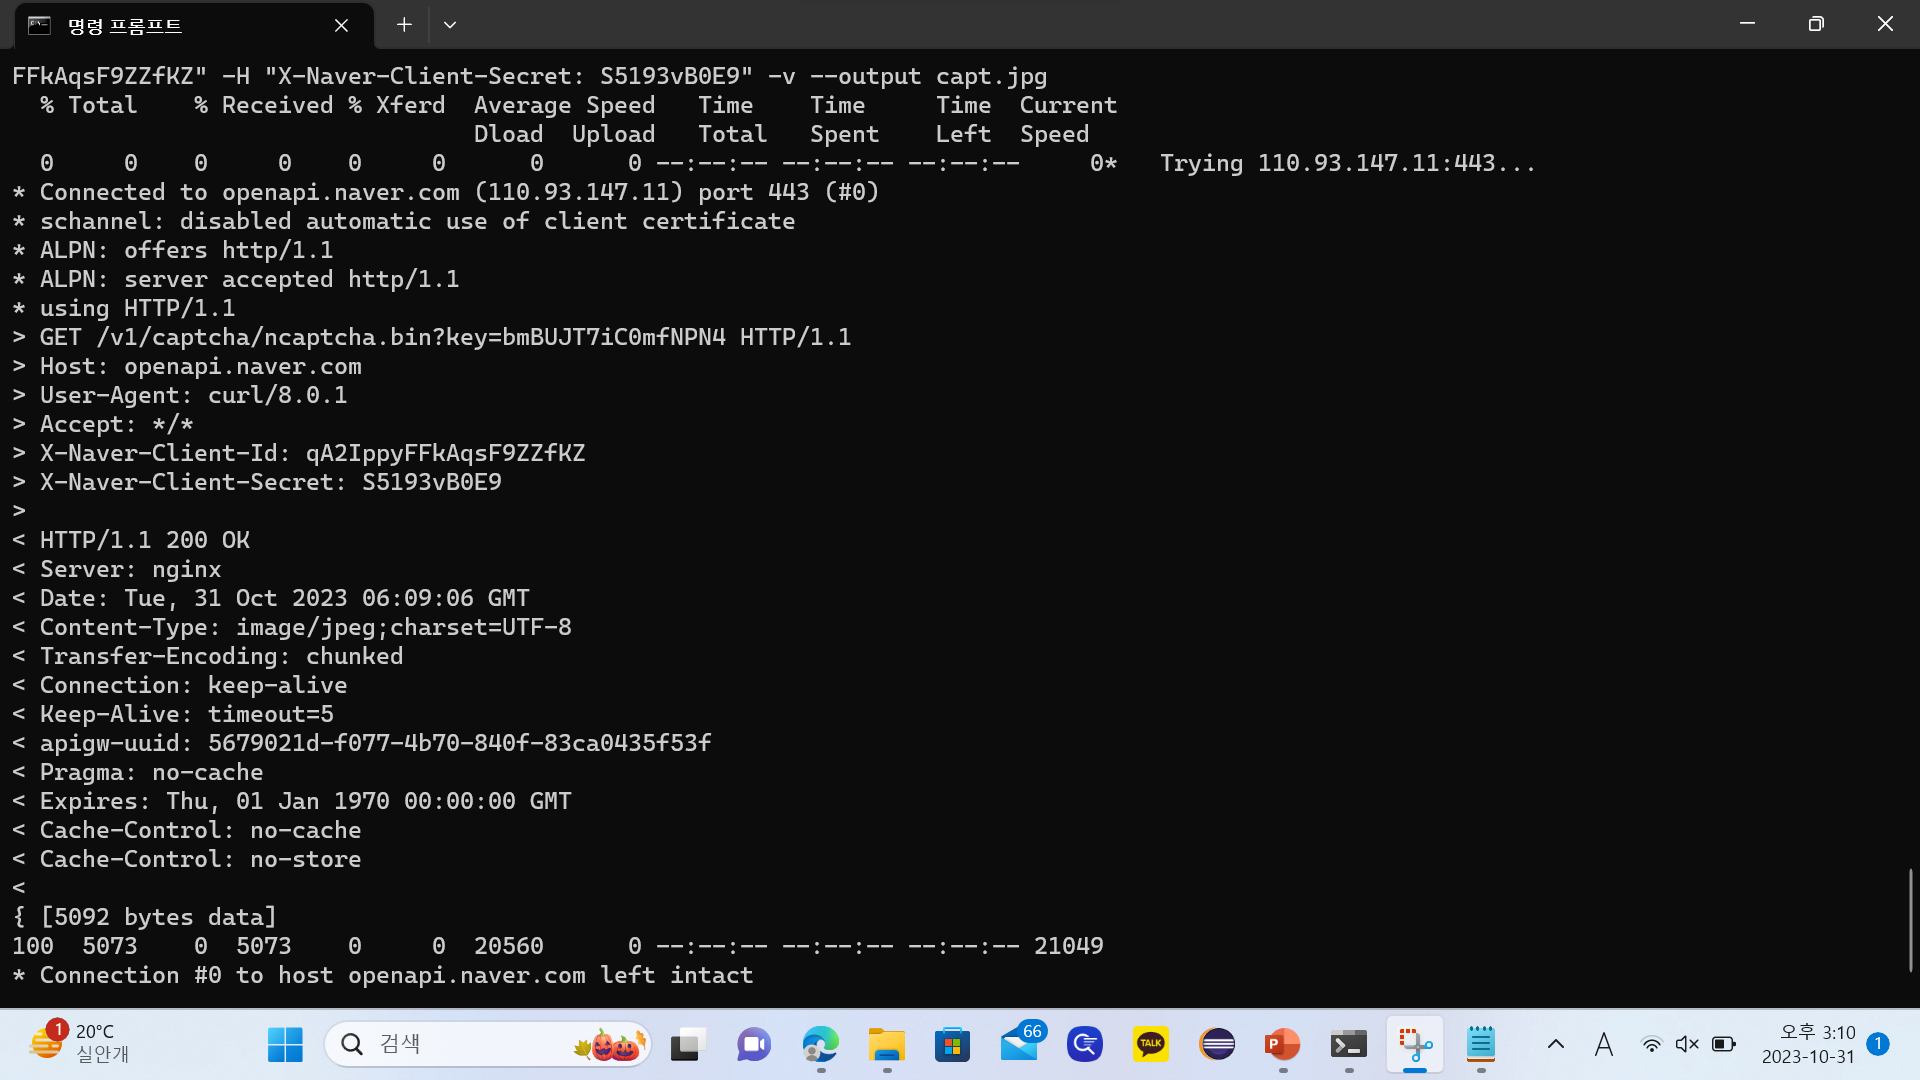 명령 프롬프트
FFkAqsF9ZZfKZ" -H "X-Naver-Client-Secret: S5193vB0E9" -v --output capt.jpg
% Total % Received % Xferd Average Speed Time Time Time Current
Dload Upload Total Spent Left Speed
0 0 0 0 0 0 0 0 --:--:-- --:--:-- --:--:-- 0* Trying 110.93.147.11:443...
* Connected to openapi.naver.com (110.93.147.11) port 443 (#0)
* schannel: disabled automatic use of client certificate
* ALPN: offers http/1.1
* ALPN: server accepted http/1.1
* using HTTP/1.1
> GET /v1/captcha/ncaptcha.bin?key=bmBUJT7iC0mfNPN4 HTTP/1.1
> Host: openapi.naver.com
> User-Agent: curl/8.0.1
> Accept: */*
> X-Naver-Client-Id: qA2IppyFFkAqsF9ZZfKZ
> X-Naver-Client-Secret: S5193vB0E9
>
< HTTP/1.1 200 OK
< Server: nginx
< Date: Tue, 31 Oct 2023 06:09:06 GMT
< Content-Type: image/jpeg;charset=UTF-8
< Transfer-Encoding: chunked
< Connection: keep-alive
< Keep-Alive: timeout=5
< apigw-uuid: 5679021d-f077-4b70-840f-83ca0435f53f
< Pragma: no-cache
< Expires: Thu, 01 Jan 1970 00:00:00 GMT
< Cache-Control: no-cache
< Cache-Control: no-store
<
{ [5092 bytes data]
100 5073 0 5073 0 0 20560 0 --:--:-- --:--:-- --:--:-- 21049
* Connection #0 to host openapi.naver.com left intact
1
20°C
실안개
검색
66
TALK
P
A
오후 3:10
2023-10-31
1